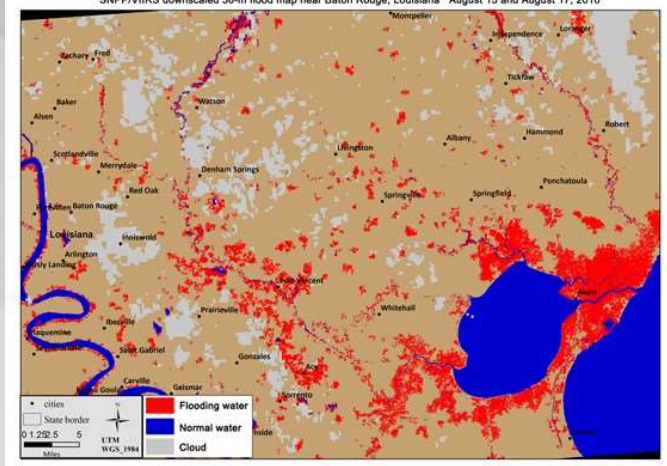 SNPP/VIIRS downscaled 30-m flood map near Baton Rouge, Louisiana August 15 and August 17, 2016
Montpelier
Independence
Loranger
Zachary
Fred
Tickfaw
Baker
Watson
Alsen
Robert
Hammond
Albany
Livingston
Scotlandville
Merrydale
Denham Springs
Ponchatoula
Red Oak
Springville
Springfield
Baton Rouge
Louisiana
Inniswold
Arlington
Whitehall
Prairieville
Iberville
Saint Gabriel
Gonzales
Carville
Geismar
Sorrento
cities
State border
0 1.25 2.5 5
Miles
N
UTM
WGS_1984
Flooding water
Normal water
Cloud